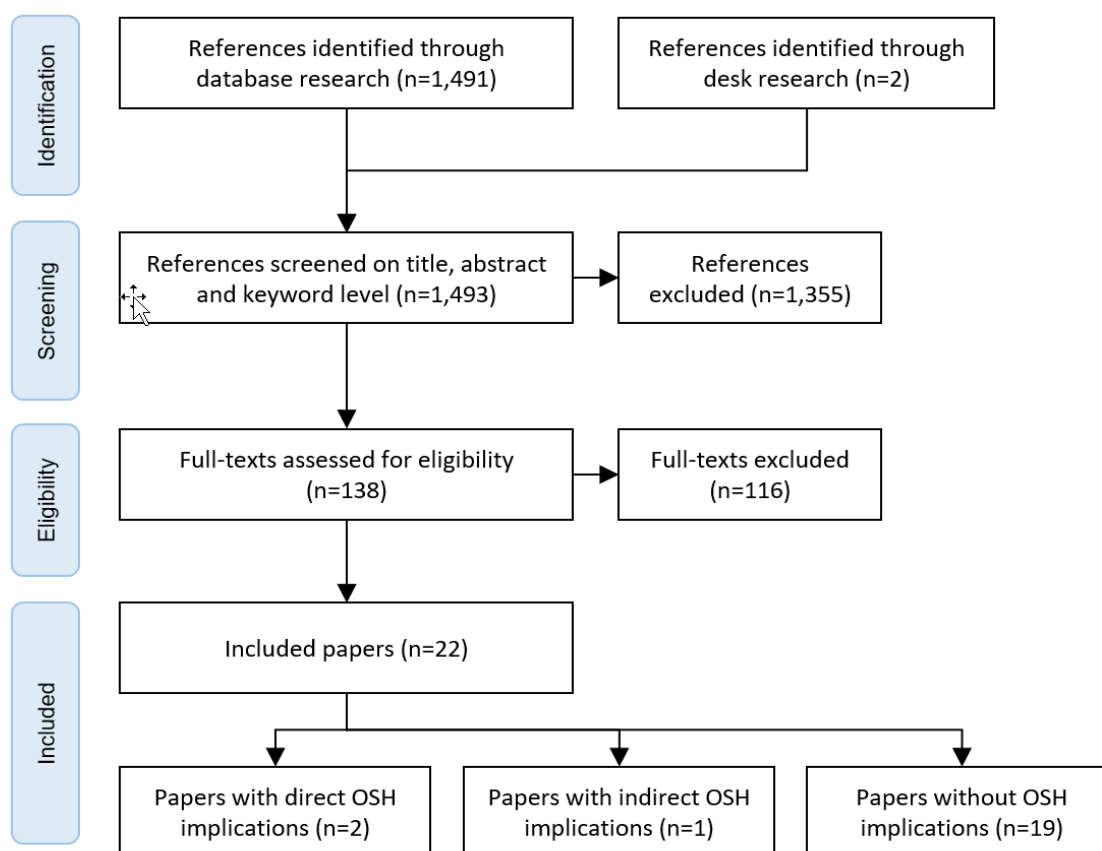 Identification
References identified through
database research (n=1,491)
References identified through
desk research (n=2)
Screening
References screened on title, abstract
and keyword level (n=1,493)
References
excluded (n=1,355)
Eligibility
Full-texts assessed for eligibility
(n=138)
Full-texts excluded
(n=116)
Included
Included papers (n=22)
Papers with direct OSH
implications (n=2)
Papers with indirect OSH
implications (n=1)
Papers without OSH
implications (n=19)